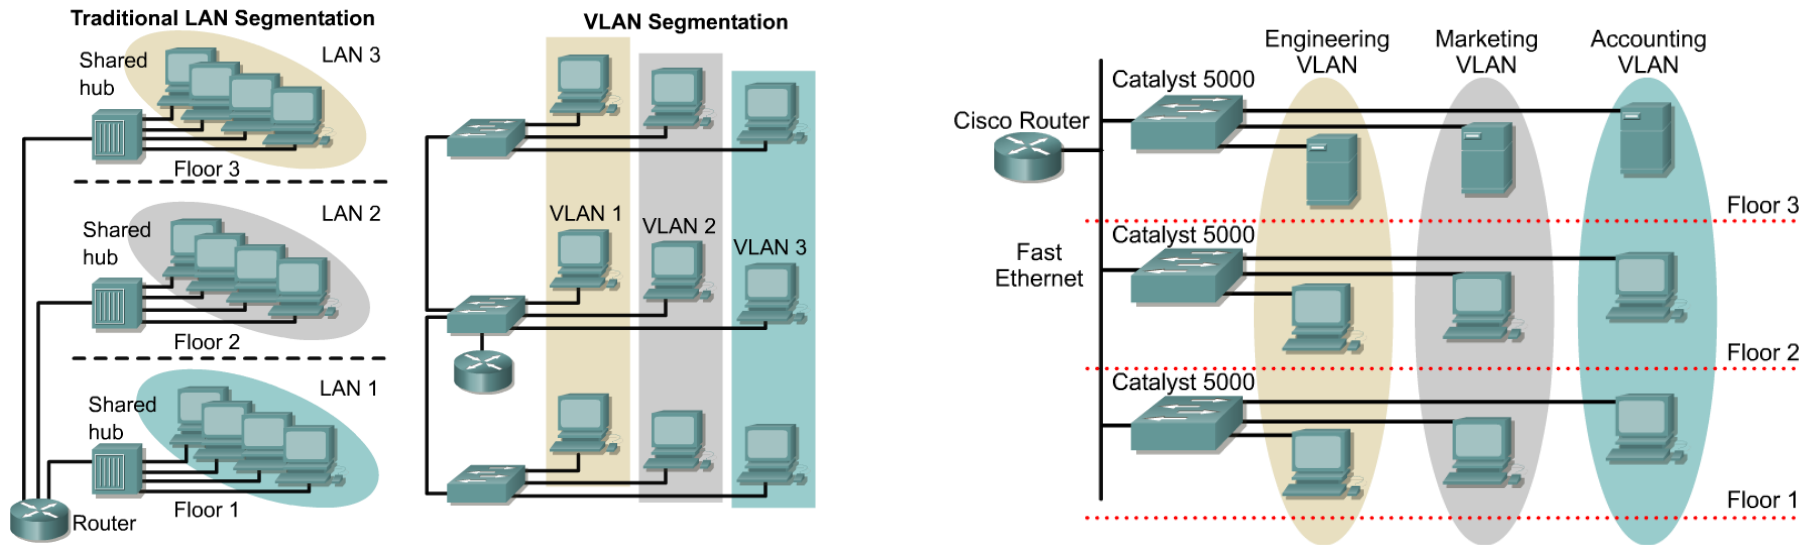 Traditional LAN Segmentation
Shared
hub
LAN 3
Floor 3
Shared
hub
LAN 2
Floor 2
Shared
hub
LAN 1
Floor 1
Router
VLAN Segmentation
VLAN 1
VLAN 2
VLAN 3
Engineering
VLAN
Marketing
VLAN
Accounting
VLAN
Catalyst 5000
Cisco Router
Floor 3
Catalyst 5000
Fast
Ethernet
Floor 2
Catalyst 5000
Floor 1